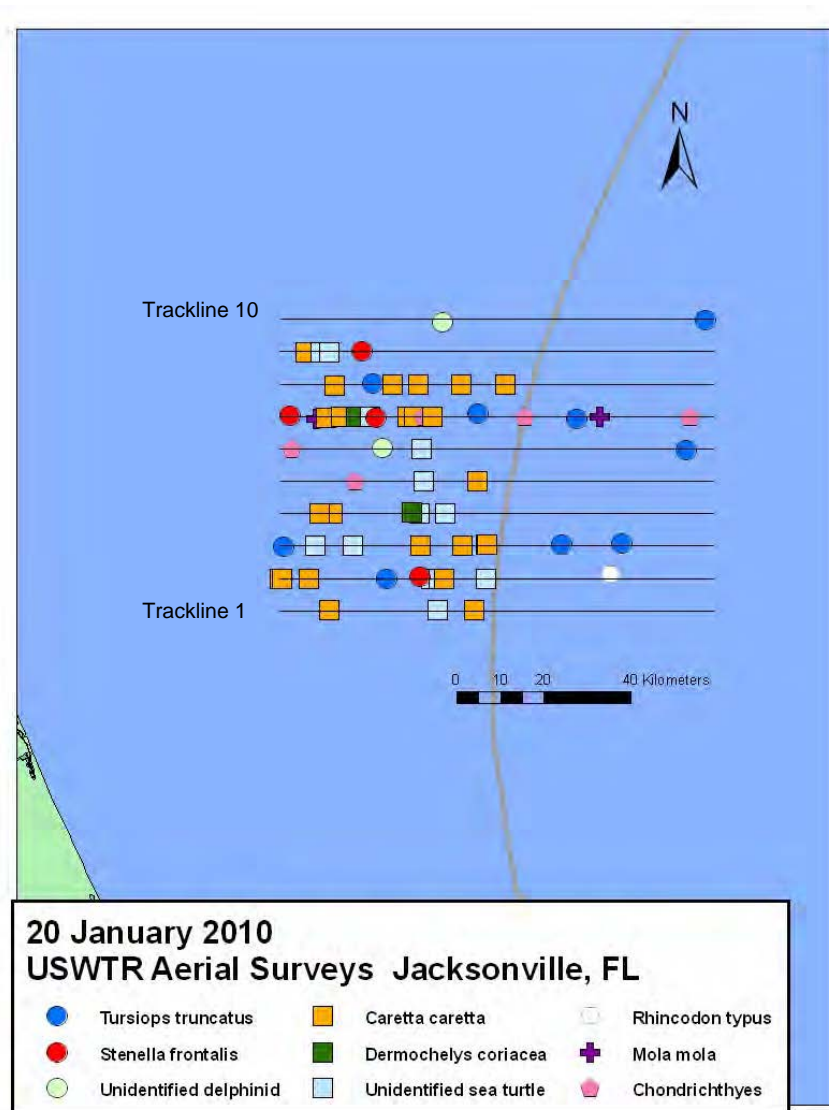 N
Trackline 10
Trackline 1
0 10 20 40 Kilometers
20 January 2010
USWTR Aerial Surveys Jacksonville, FL
Tursiops truncatus Caretta caretta Rhincodon typus
Stenella frontalis Dermochelys coriacea Mola mola
Unidentified delphinid Unidentified sea turtle Chondrichthyes